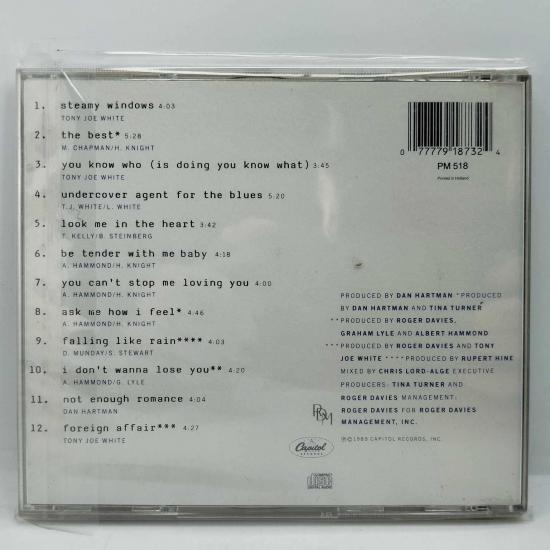 1. steamy windows 4:03
TONY JOE WHITE
2. the best* 5:28
M. CHAPMAN/H. KNIGHT
3. you know who (is doing you know what) 3:45
TONY JOE WHITE
4. undercover agent for the blues 5:20
T.J. WHITE/L. WHITE
5. look me in the heart 3:42
T. KELLY/B. STEINBERG
6. be tender with me baby 4:18
A. HAMMOND/H. KNIGHT
7. you can't stop me loving you 4:00
A. HAMMOND/H. KNIGHT
8. ask me how i feel* 4:46
A. HAMMOND/H. KNIGHT
9. falling like rain**** 4:03
D. MUNDAY/S. STEWART
10. i don't wanna lose you** 4:20
A. HAMMOND/G. LYLE
11. not enough romance 4:04
DAN HARTMAN
12. foreign affair*** 4:27
TONY JOE WHITE
0 77779 18732 4
PM 518
Printed in Holland
PRODUCED BY DAN HARTMAN *PRODUCED
BY DAN HARTMAN AND TINA TURNER
**PRODUCED BY ROGER DAVIES,
GRAHAM LYLE AND ALBERT HAMMOND
***PRODUCED BY ROGER DAVIES AND TONY
JOE WHITE ****PRODUCED BY RUPERT HINE
MIXED BY CHRIS LORD-ALGE EXECUTIVE
PRODUCERS: TINA TURNER AND
ROGER DAVIES MANAGEMENT:
ROGER DAVIES FOR ROGER DAVIES
MANAGEMENT, INC.
RDM
Capitol
℗©1989 CAPITOL RECORDS, INC.
COMPACT
disc
DIGITAL AUDIO